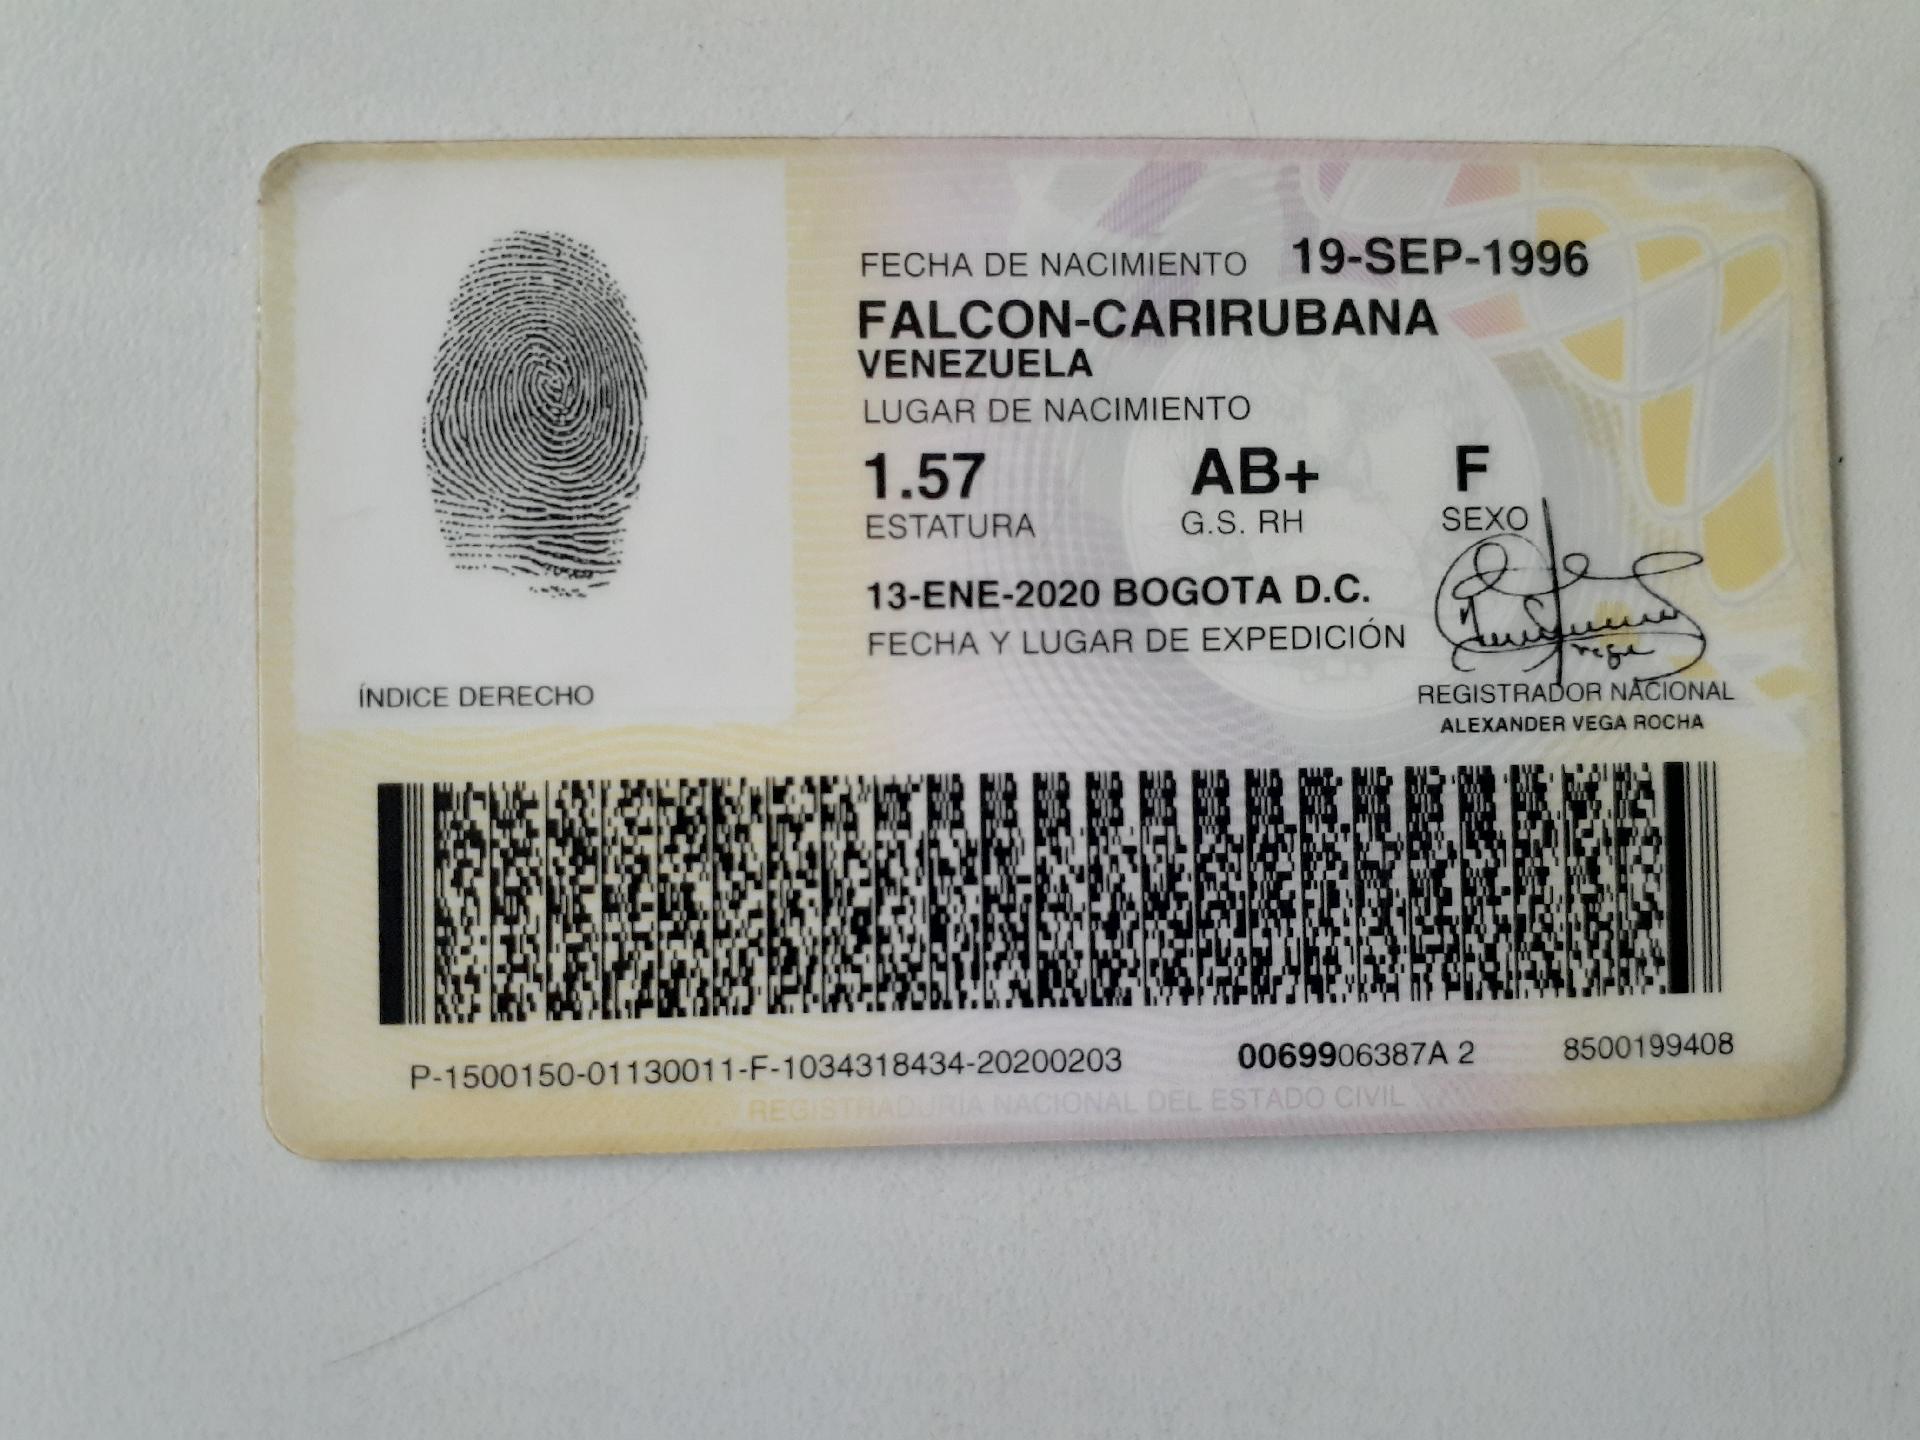 FECHA DE NACIMIENTO 19-SEP-1996
FALCON-CARIRUBANA
VENEZUELA
LUGAR DE NACIMIENTO
1.57 AB+ F
ESTATURA G.S. RH SEXO
13-ENE-2020 BOGOTA D.C.
FECHA Y LUGAR DE EXPEDICIÓN
ÍNDICE DERECHO
REGISTRADOR NACIONAL
ALEXANDER VEGA ROCHA
P-1500150-01130011-F-1034318434-20200203 0069906387A 2 8500199408
REGISTRADURIA NACIONAL DEL ESTADO CIVIL